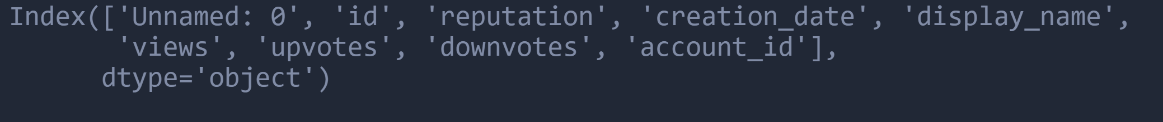 Index(['Unnamed: 0', 'id', 'reputation', 'creation_date', 'display_name',
'views', 'upvotes', 'downvotes', 'account_id'],
dtype='object')